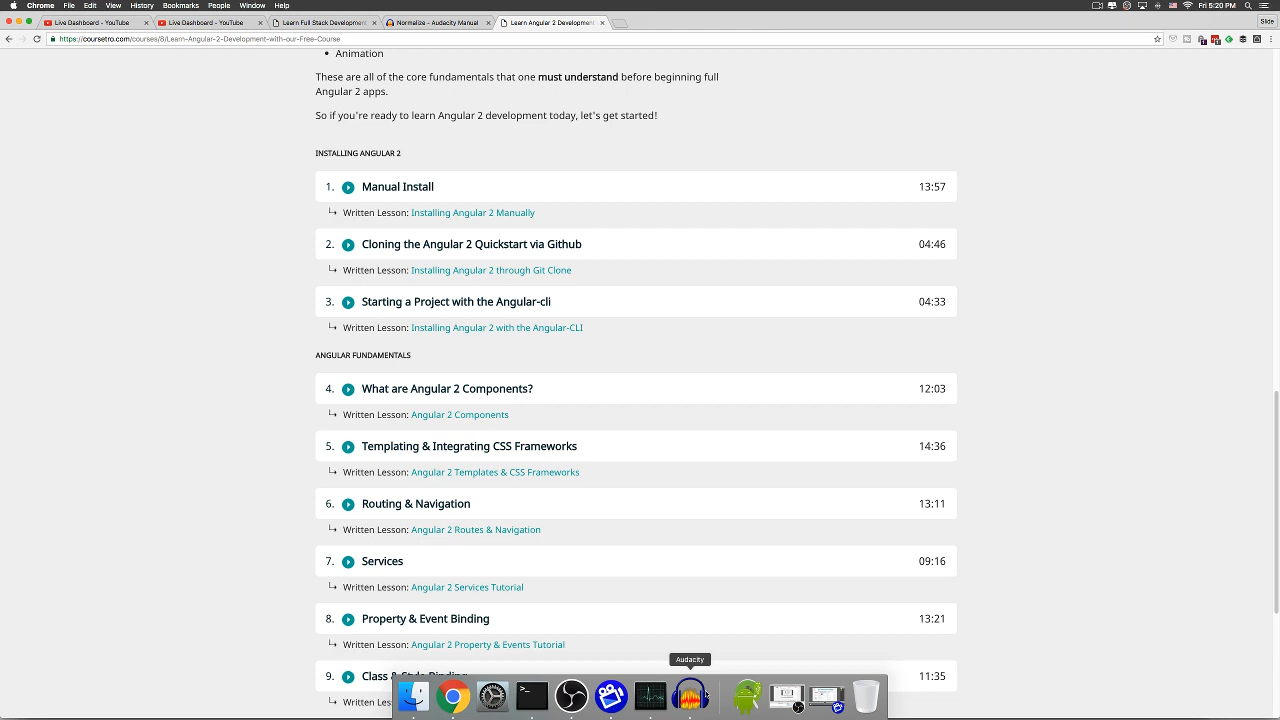 Chrome File Edit View History Bookmarks People Window Help
Fri 5:20 PM
Live Dashboard - YouTube
Live Dashboard - YouTube
Learn Full Stack Development
Normalize - Audacity Manual
Learn Angular 2 Development
Slide
https://coursetro.com/courses/8/Learn-Angular-2-Development-with-our-Free-Course
• Animation
These are all of the core fundamentals that one must understand before beginning full
Angular 2 apps.
So if you're ready to learn Angular 2 development today, let's get started!
INSTALLING ANGULAR 2
1. Manual Install 13:57
Written Lesson: Installing Angular 2 Manually
2. Cloning the Angular 2 Quickstart via Github 04:46
Written Lesson: Installing Angular 2 through Git Clone
3. Starting a Project with the Angular-cli 04:33
Written Lesson: Installing Angular 2 with the Angular-CLI
ANGULAR FUNDAMENTALS
4. What are Angular 2 Components? 12:03
Written Lesson: Angular 2 Components
5. Templating & Integrating CSS Frameworks 14:36
Written Lesson: Angular 2 Templates & CSS Frameworks
6. Routing & Navigation 13:11
Written Lesson: Angular 2 Routes & Navigation
7. Services 09:16
Written Lesson: Angular 2 Services Tutorial
8. Property & Event Binding 13:21
Written Lesson: Angular 2 Property & Events Tutorial
Audacity
9. Class & Style Binding 11:35
Written Les